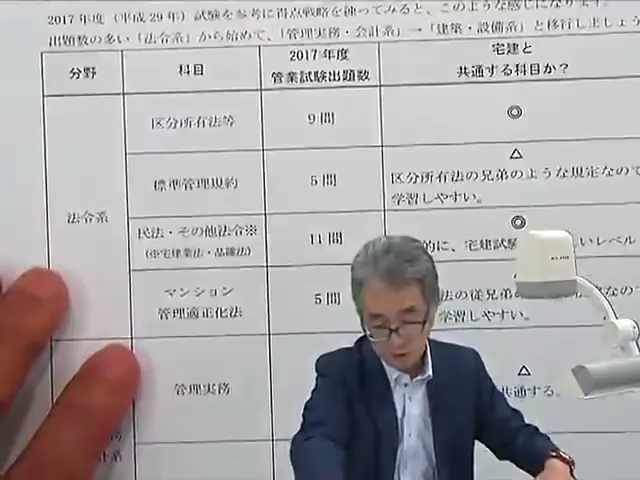 2017年度（平成29年）試験を参考に得点戦略を練ってみると、このような感じになります。
出題数の多い「法令系」から始めて、「管理実務・会計系」→「建築・設備系」と移行しましょう
分野
科目
2017年度
管業試験出題数
宅建と
共通する科目か？
法令系
区分所有法等
9問
◎
標準管理規約
5問
△
区分所有法の兄弟のような規定なので
学習しやすい。
民法・その他法令※
（※宅建業法・品確法）
11問
◎
的に、宅建試験
いレベル
マンション
管理適正化法
5問
法の従兄弟の
学習しやすい。
管理実務
△
共通する。